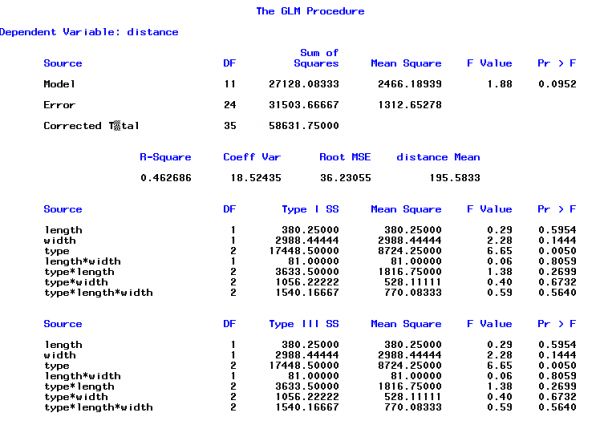 The GLM Procedure
Dependent Variable: distance
Sum of
Source DF Squares Mean Square F Value Pr > F
Model 11 27128.08333 2466.18939 1.88 0.0952
Error 24 31503.66667 1312.65278
Corrected Total 35 58631.75000
R-Square Coeff Var Root MSE distance Mean
0.462686 18.52435 36.23055 195.5833
Source DF Type I SS Mean Square F Value Pr > F
length 1 380.25000 380.25000 0.29 0.5954
width 1 2988.44444 2988.44444 2.28 0.1444
type 2 17448.50000 8724.25000 6.65 0.0050
length*width 1 81.00000 81.00000 0.06 0.8059
type*length 2 3633.50000 1816.75000 1.38 0.2699
type*width 2 1056.22222 528.11111 0.40 0.6732
type*length*width 2 1540.16667 770.08333 0.59 0.5640
Source DF Type III SS Mean Square F Value Pr > F
length 1 380.25000 380.25000 0.29 0.5954
width 1 2988.44444 2988.44444 2.28 0.1444
type 2 17448.50000 8724.25000 6.65 0.0050
length*width 1 81.00000 81.00000 0.06 0.8059
type*length 2 3633.50000 1816.75000 1.38 0.2699
type*width 2 1056.22222 528.11111 0.40 0.6732
type*length*width 2 1540.16667 770.08333 0.59 0.5640